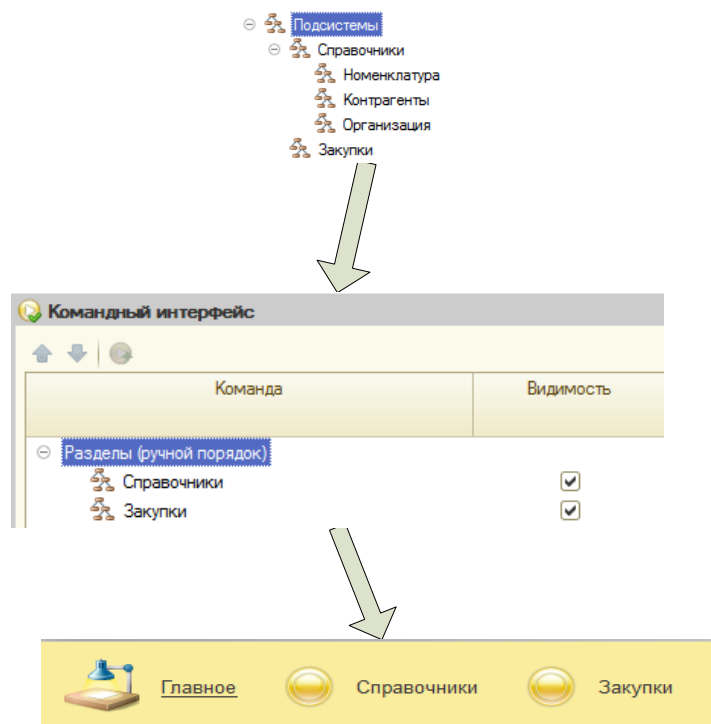 Подсистемы
Справочники
Номенклатура
Контрагенты
Организация
Закупки
Командный интерфейс
Команда Видимость
Разделы (ручной порядок)
Справочники
Закупки
Главное Справочники Закупки